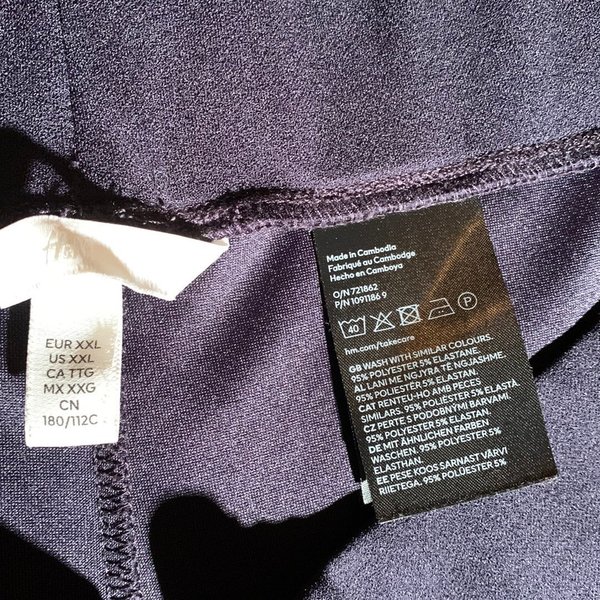 EUR XXL
US XXL
CA TTG
MX XXG
CN
180/112C
Made in Cambodia
Fabriqué au Cambodge
Hecho en Camboya
O/N 721862
P/N 1091186 9
40
P
hm.com/takecare
GB WASH WITH SIMILAR COLOURS.
95% POLYESTER 5% ELASTANE.
AL LANI ME NGJYRA TË NGJASHME.
95% POLYESTER 5% ELASTANE.
CAT RENTEU-HO AMB PECES
SIMILARS. 95% POLIÈSTER 5% ELASTÀ.
CZ PERTE S PODOBNÝMI BARVAMI.
95% POLYESTER 5% ELASTAN.
DE MIT ÄHNLICHEN FARBEN
WASCHEN. 95% POLYESTER 5%
ELASTHAN.
EE PESE KOOS SARNAST VÄRVI
RIIETEGA. 95% POLÜESTER 5%